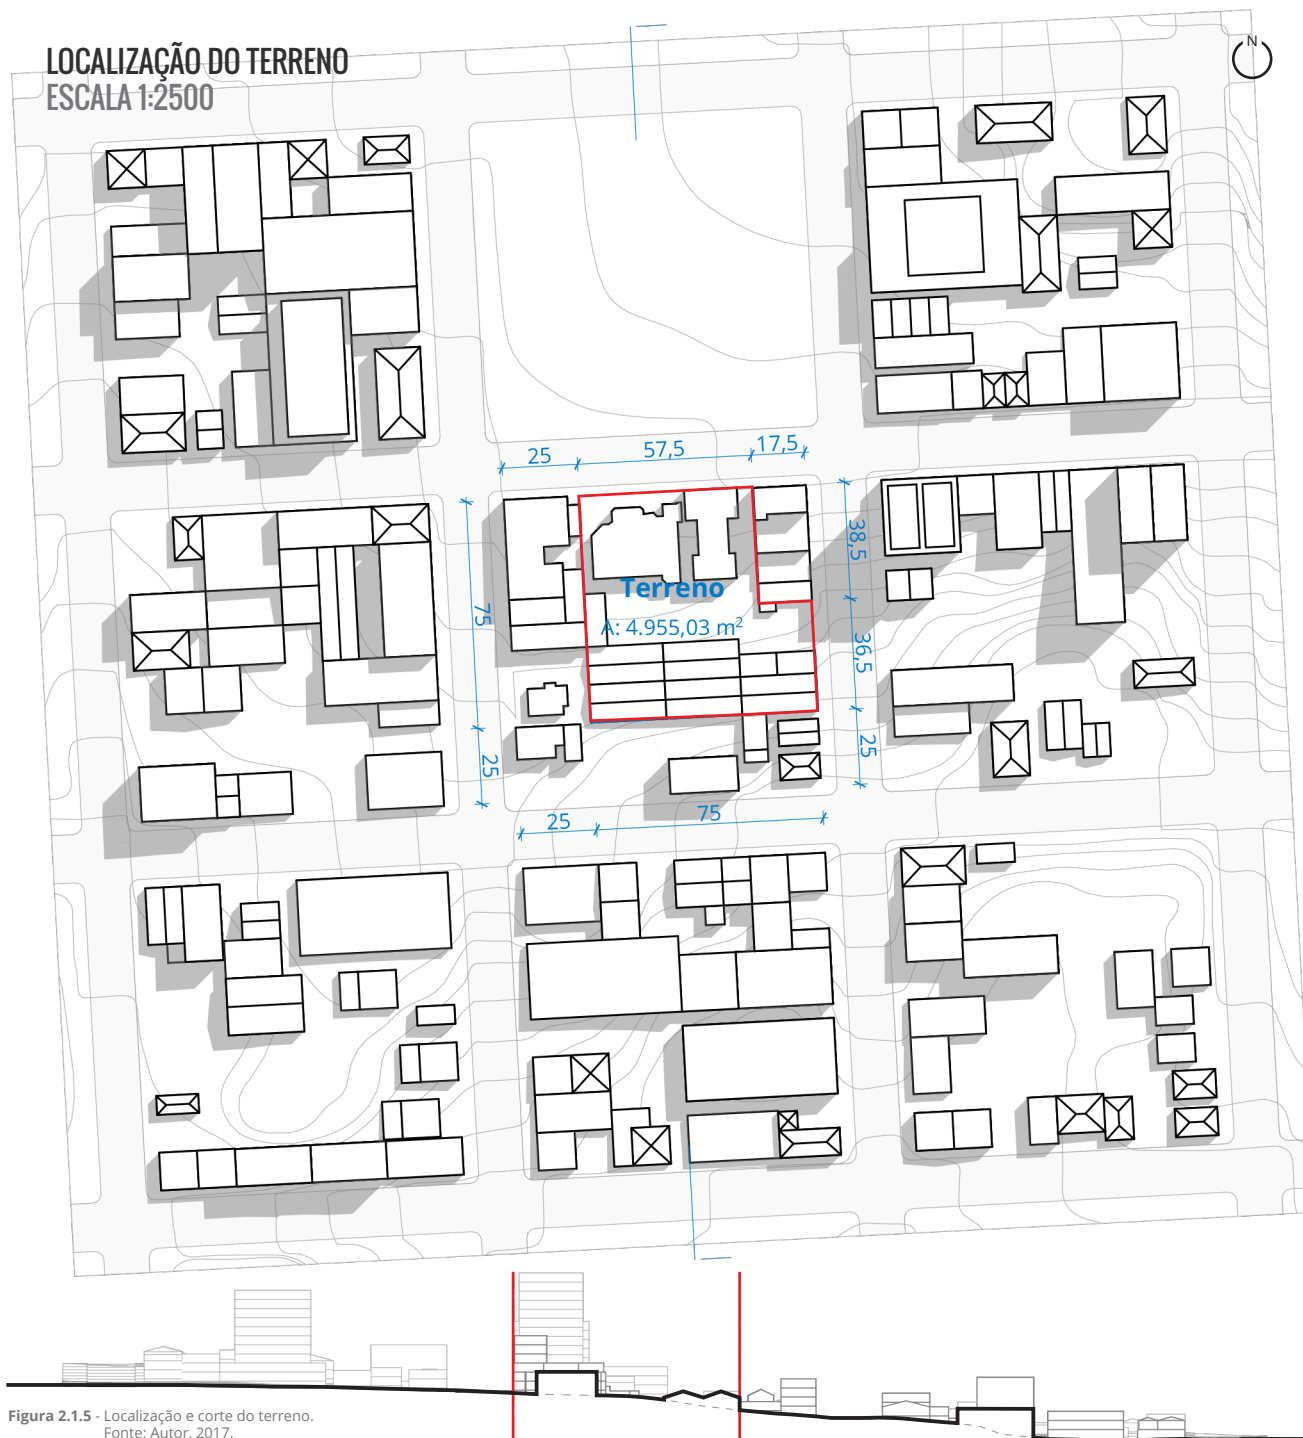 LOCALIZAÇÃO DO TERRENO
ESCALA 1:2500
N
25
57,5
17,5
38,5
75
Terreno
A: 4.955,03 m²
36,5
25
25
25
75
Figura 2.1.5 - Localização e corte do terreno.
Fonte: Autor, 2017.